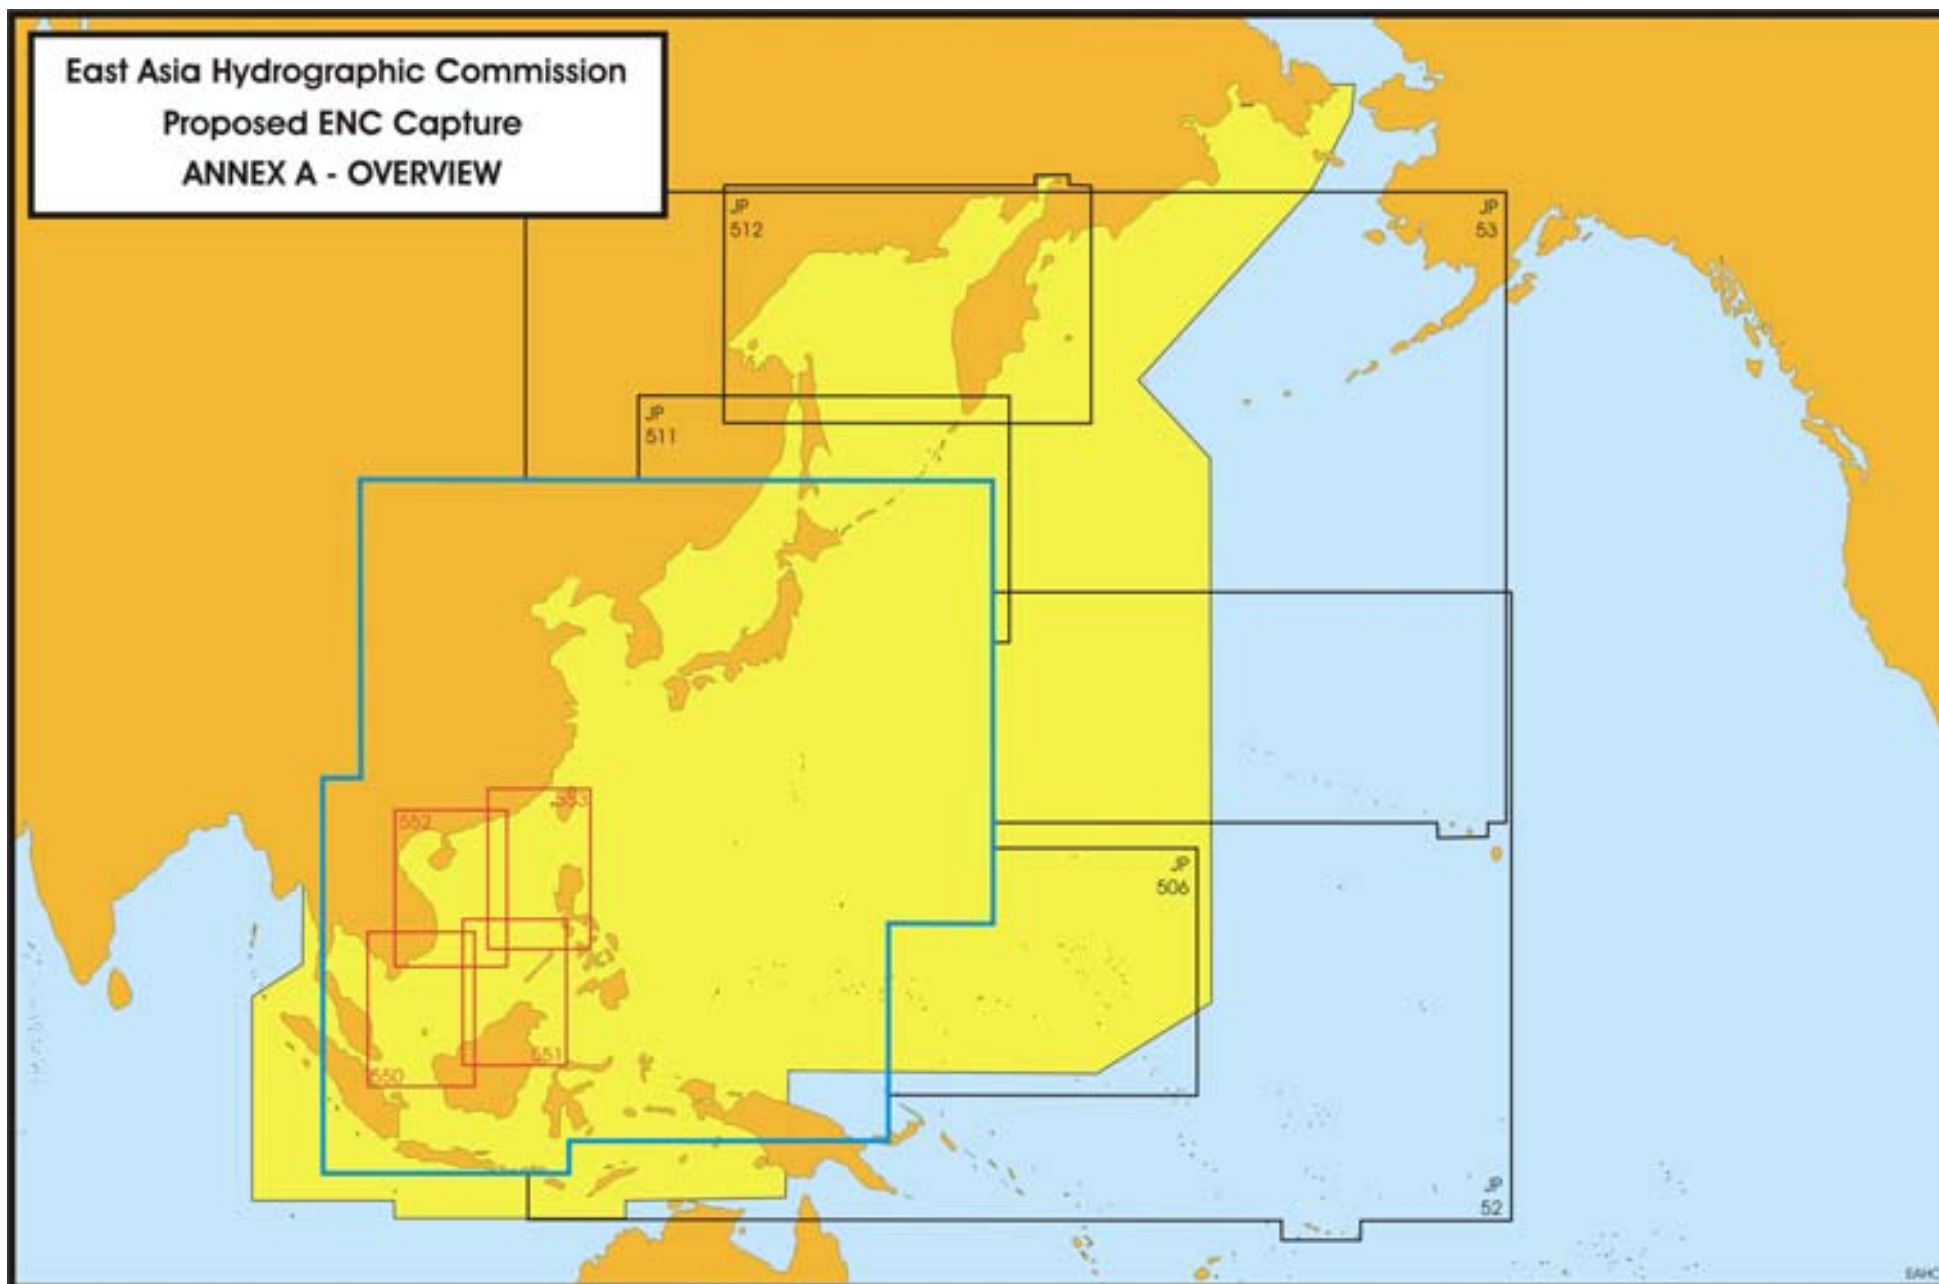 East Asia Hydrographic Commission
Proposed ENC Capture
ANNEX A - OVERVIEW
JP
512
JP
53
JP
511
553
552
JP
506
551
550
JP
52
EAHC